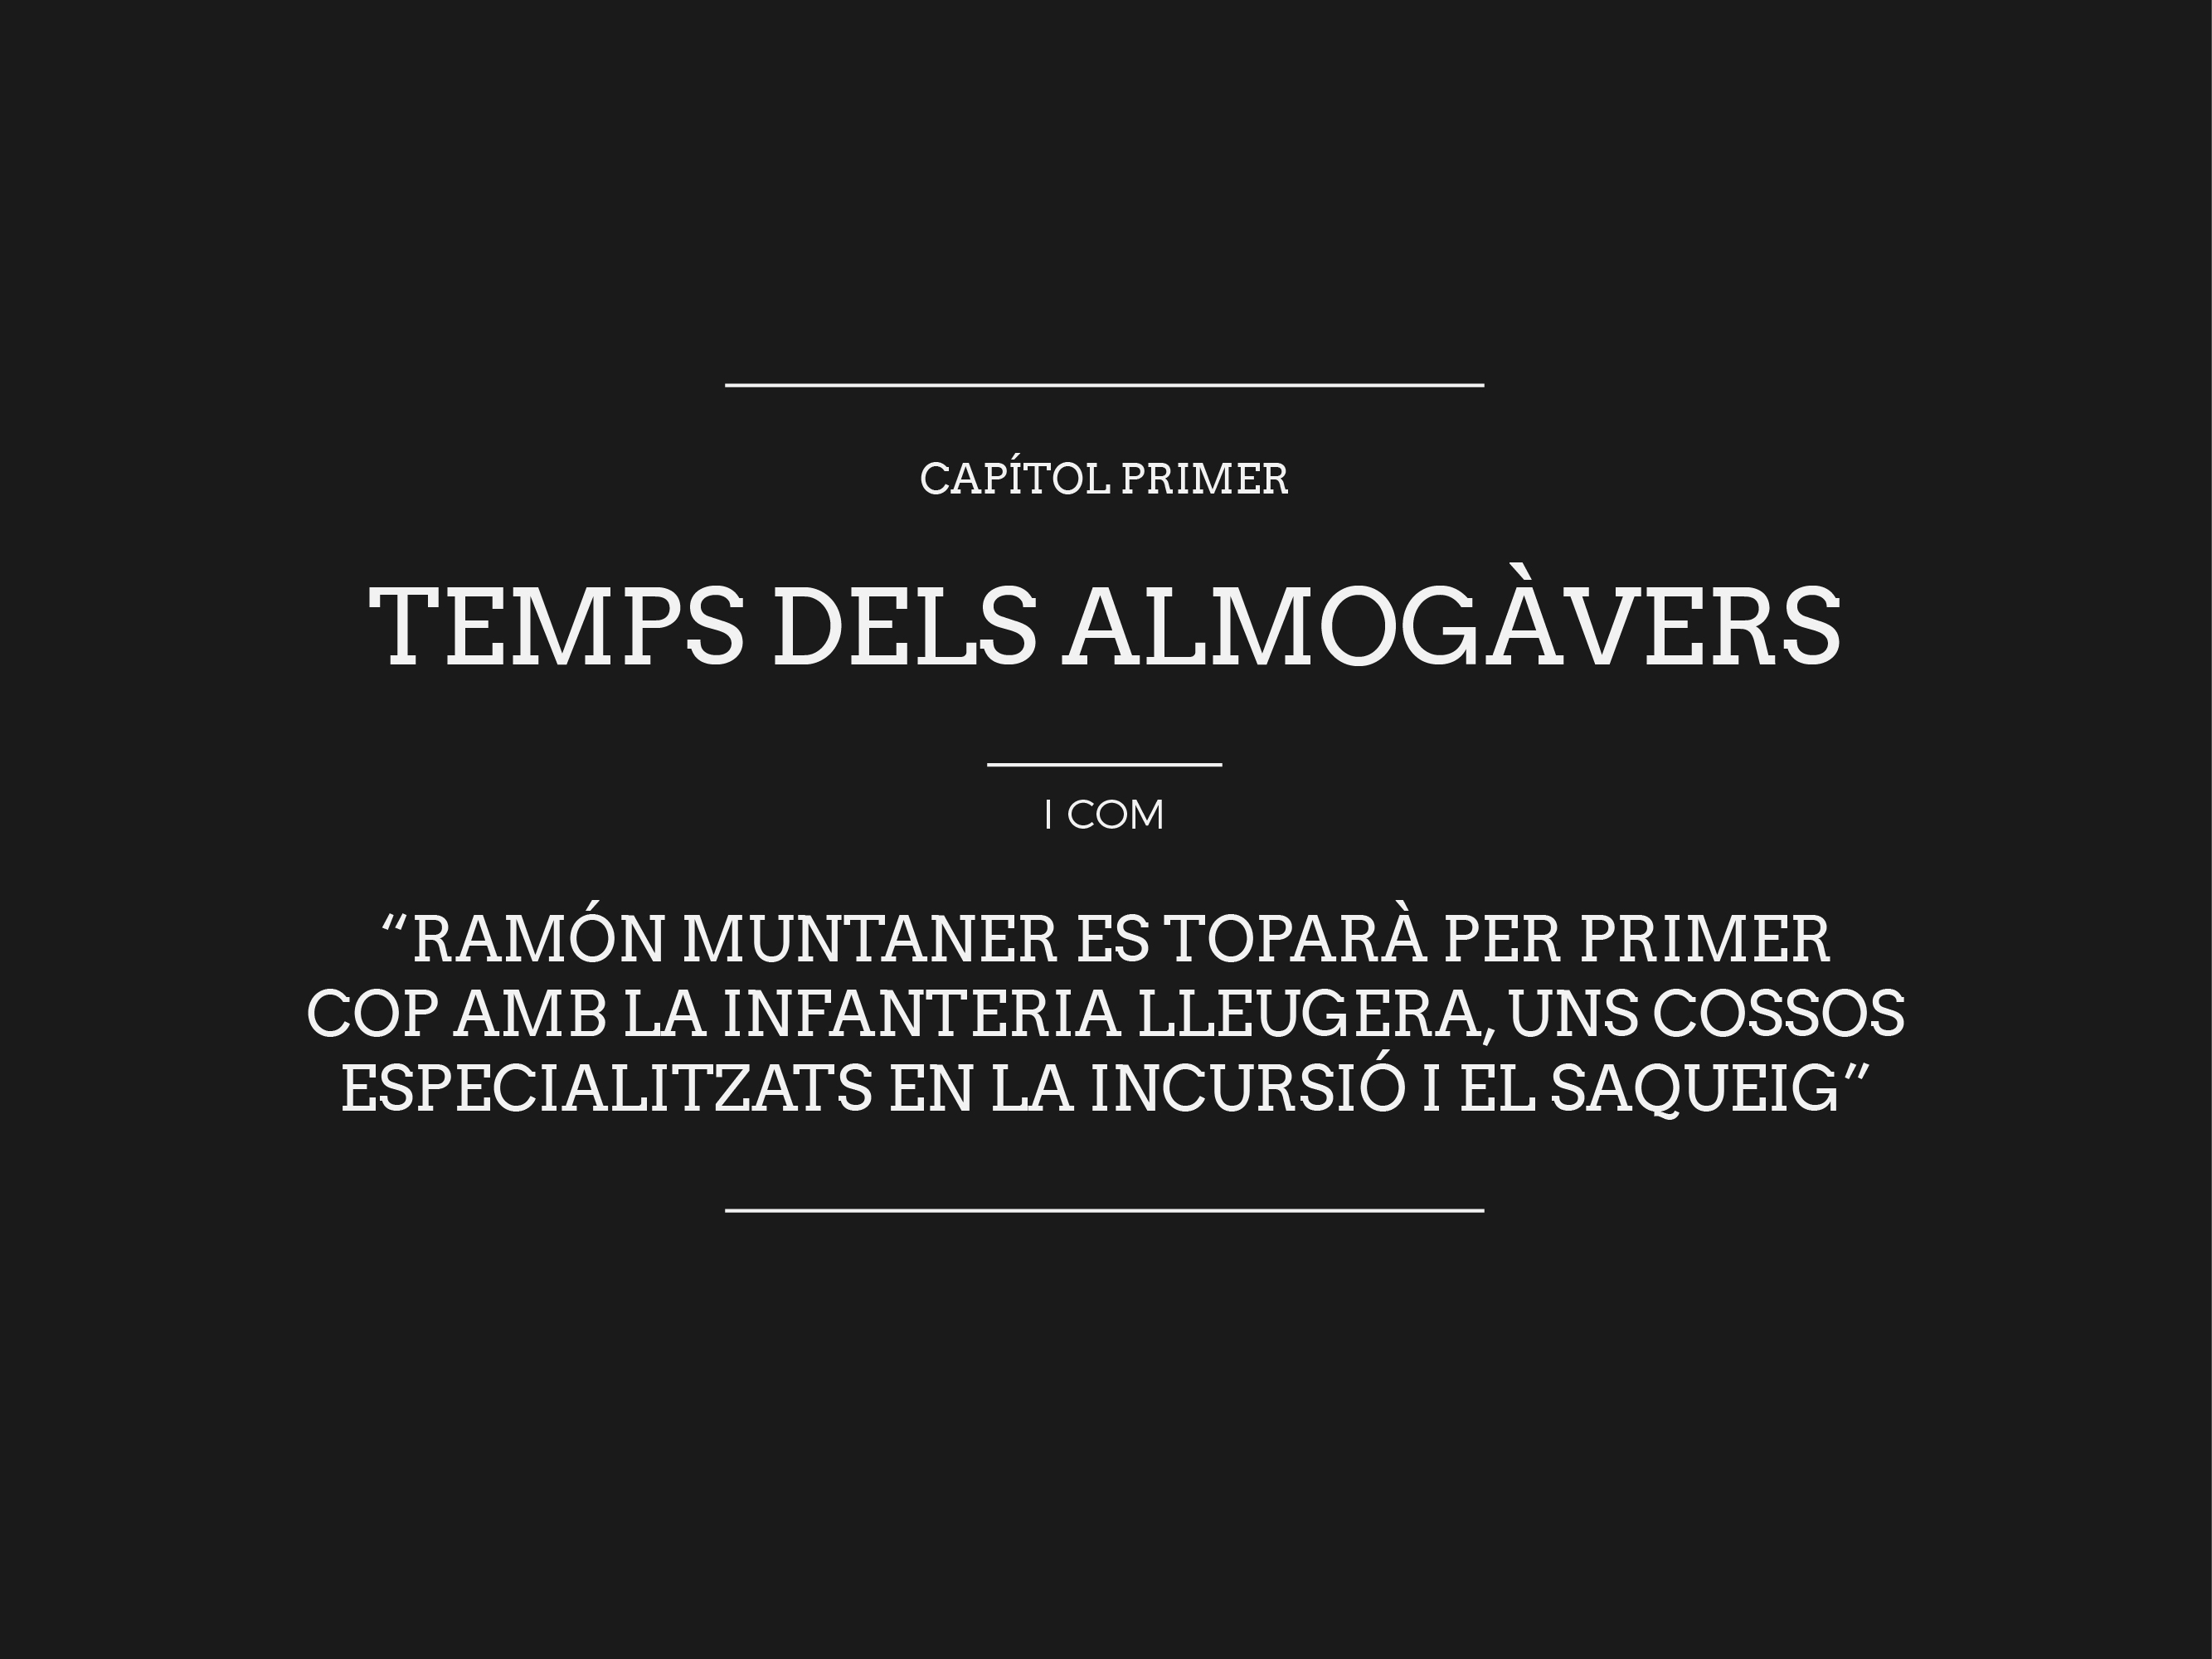 CAPÍTOL PRIMER
TEMPS DELS ALMOGÀVERS
I COM
“RAMÓN MUNTANER ES TOPARÀ PER PRIMER
COP AMB LA INFANTERIA LLEUGERA, UNS COSSOS
ESPECIALITZATS EN LA INCURSIÓ I EL SAQUEIG”